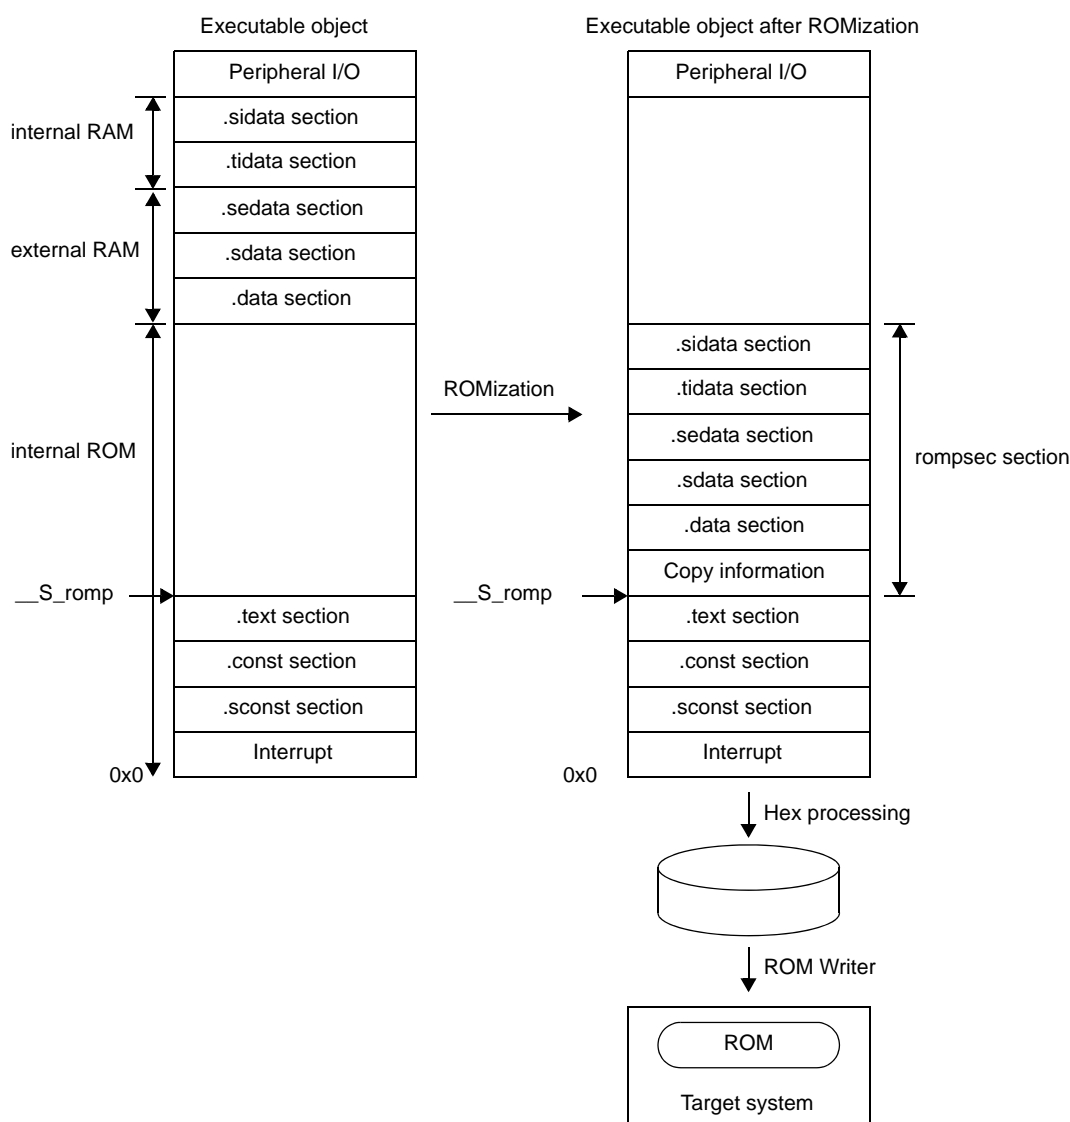 Executable object
Executable object after ROMization
Peripheral I/O
Peripheral I/O
internal RAM
.sidata section
.tidata section
external RAM
.sedata section
.sdata section
.data section
internal ROM
ROMization
.sidata section
.tidata section
.sedata section
.sdata section
.data section
Copy information
rompsec section
__S_romp
__S_romp
.text section
.const section
.sconst section
Interrupt
0x0
.text section
.const section
.sconst section
Interrupt
0x0
Hex processing
ROM Writer
ROM
Target system